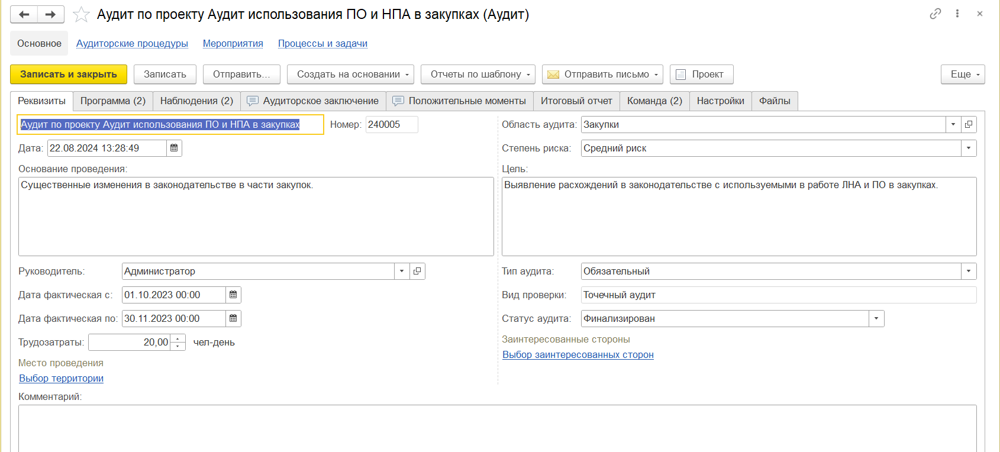 Аудит по проекту Аудит использования ПО и НПА в закупках (Аудит)
Основное Аудиторские процедуры Мероприятия Процессы и задачи
Записать и закрыть Записать Отправить... Создать на основании Отчеты по шаблону Отправить письмо Проект Еще
Реквизиты Программа (2) Наблюдения (2) Аудиторское заключение Положительные моменты Итоговый отчет Команда (2) Настройки Файлы
Аудит по проекту Аудит использования ПО и НПА в закупках Номер: 240005 Область аудита: Закупки
Дата: 22.08.2024 13:28:49 Степень риска: Средний риск
Основание проведения: Цель:
Существенные изменения в законодательстве в части закупок. Выявление расхождений в законодательстве с используемыми в работе ЛНА и ПО в закупках.
Руководитель: Администратор Тип аудита: Обязательный
Дата фактическая с: 01.10.2023 00:00 Вид проверки: Точечный аудит
Дата фактическая по: 30.11.2023 00:00 Статус аудита: Финализирован
Трудозатраты: 20,00 чел-день Заинтересованные стороны
Выбор заинтересованных сторон
Место проведения
Выбор территории
Комментарий: